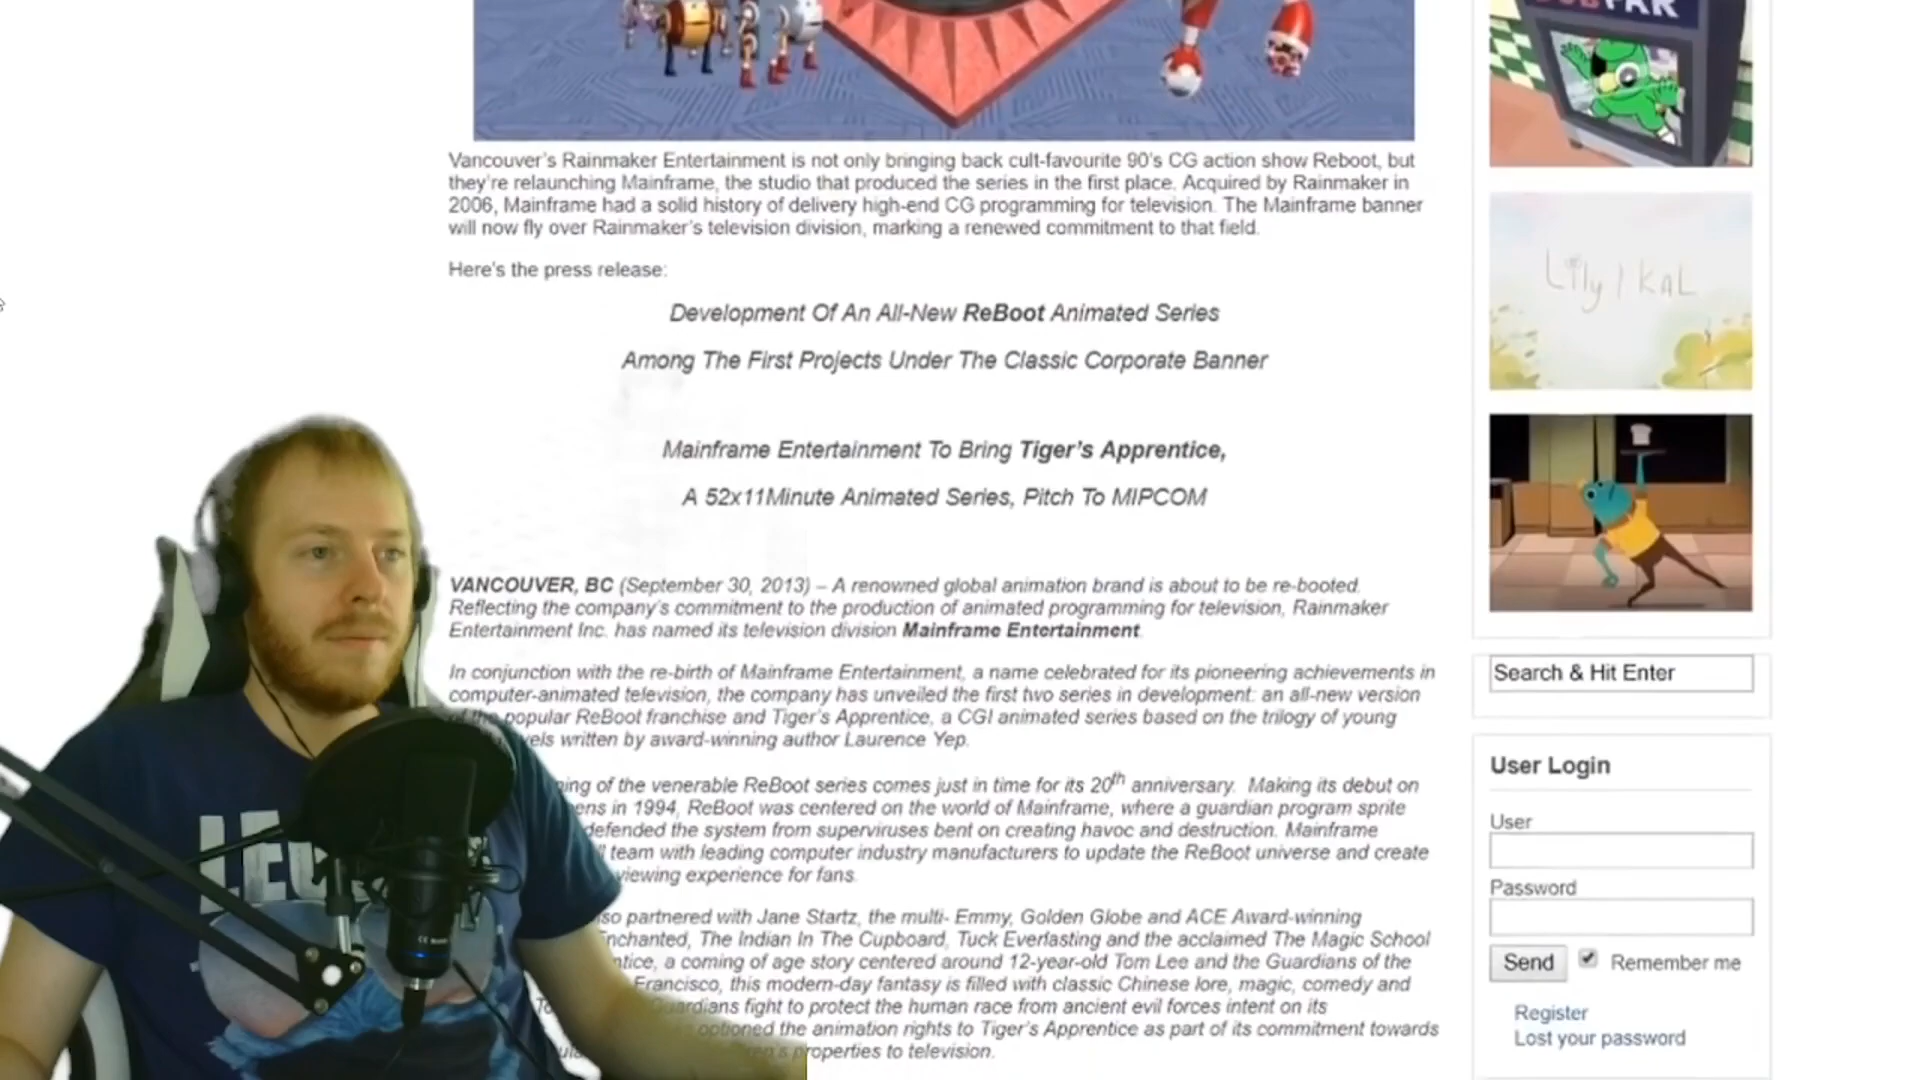 Vancouver's Rainmaker Entertainment is not only bringing back cult-favourite 90's CG action show Reboot, but
they're relaunching Mainframe, the studio that produced the series in the first place. Acquired by Rainmaker in
2006, Mainframe had a solid history of delivery high-end CG programming for television. The Mainframe banner
will now fly over Rainmaker's television division, marking a renewed commitment to that field.
Here's the press release:
Development Of An All-New ReBoot Animated Series
Among The First Projects Under The Classic Corporate Banner
Mainframe Entertainment To Bring Tiger's Apprentice,
A 52x11Minute Animated Series, Pitch To MIPCOM
VANCOUVER, BC (September 30, 2013) – A renowned global animation brand is about to be re-booted.
Reflecting the company's commitment to the production of animated programming for television, Rainmaker
Entertainment Inc. has named its television division Mainframe Entertainment.
In conjunction with the re-birth of Mainframe Entertainment, a name celebrated for its pioneering achievements in
computer-animated television, the company has unveiled the first two series in development: an all-new version
of the popular ReBoot franchise and Tiger's Apprentice, a CGI animated series based on the trilogy of young
written by award-winning author Laurence Yep.
of the venerable ReBoot series comes just in time for its 20th anniversary. Making its debut on
in 1994, ReBoot was centered on the world of Mainframe, where a guardian program sprite
defended the system from superviruses bent on creating havoc and destruction. Mainframe
team with leading computer industry manufacturers to update the ReBoot universe and create
viewing experience for fans.
partnered with Jane Startz, the multi- Emmy, Golden Globe and ACE Award-winning
Enchanted, The Indian In The Cupboard, Tuck Everlasting and the acclaimed The Magic School
a coming of age story centered around 12-year-old Tom Lee and the Guardians of the
Francisco, this modern-day fantasy is filled with classic Chinese lore, magic, comedy and
Guardians fight to protect the human race from ancient evil forces intent on its
optioned the animation rights to Tiger's Apprentice as part of its commitment towards
properties to television.
Lily / KAL
Search & Hit Enter
User Login
User
Password
Send
Remember me
Register
Lost your password